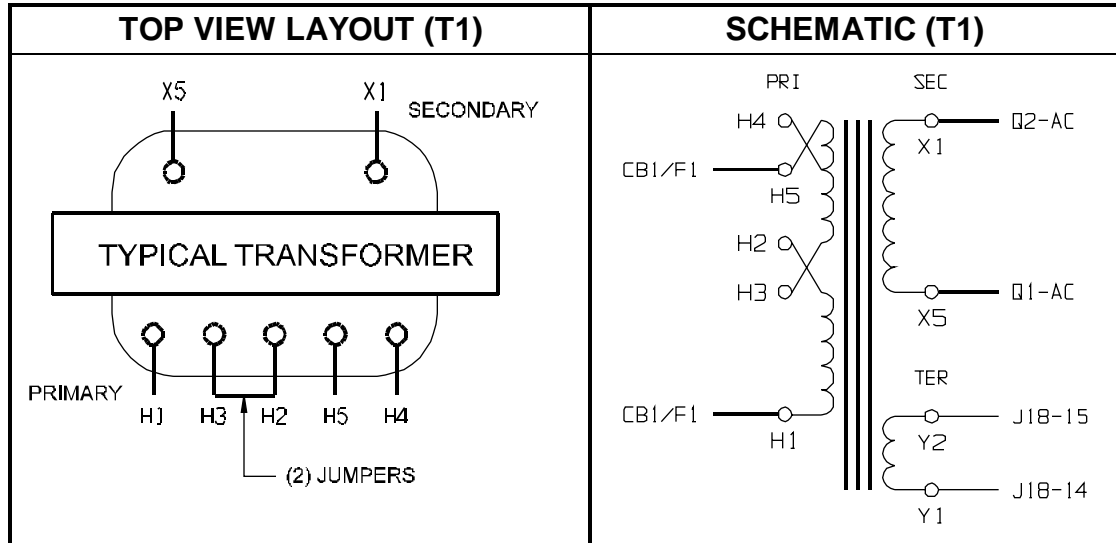 TOP VIEW LAYOUT (T1)
X5 X1
SECONDARY
TYPICAL TRANSFORMER
PRIMARY
H1 H3 H2 H5 H4
(2) JUMPERS
SCHEMATIC (T1)
PRI SEC
H4
Q2-AC
X1
CB1/F1
H5
H2
H3
Q1-AC
X5
TER
CB1/F1
H1
J18-15
Y2
J18-14
Y1